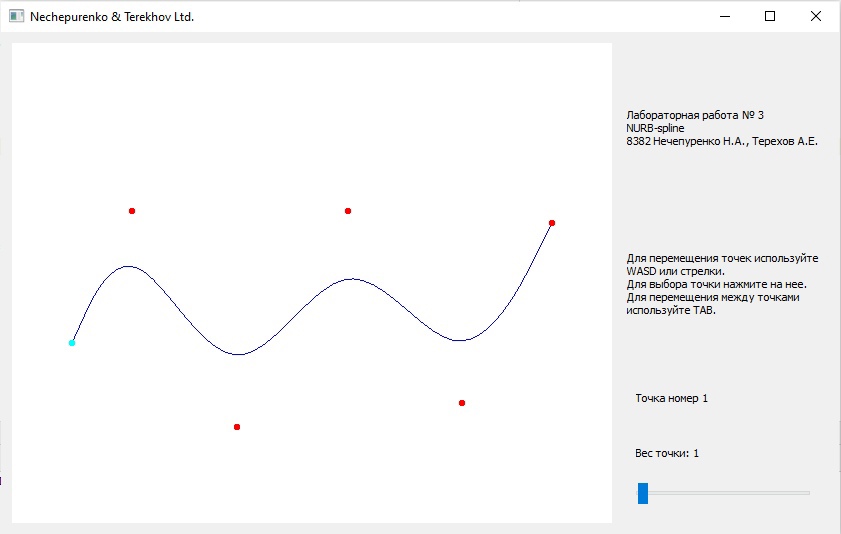 Nechepurenko & Terekhov Ltd.
Лабораторная работа № 3
NURB-spline
8382 Нечепуренко Н.А., Терехов А.Е.
Для перемещения точек используйте
WASD или стрелки.
Для выбора точки нажмите на нее.
Для перемещения между точками
используйте TAB.
Точка номер 1
Вес точки: 1